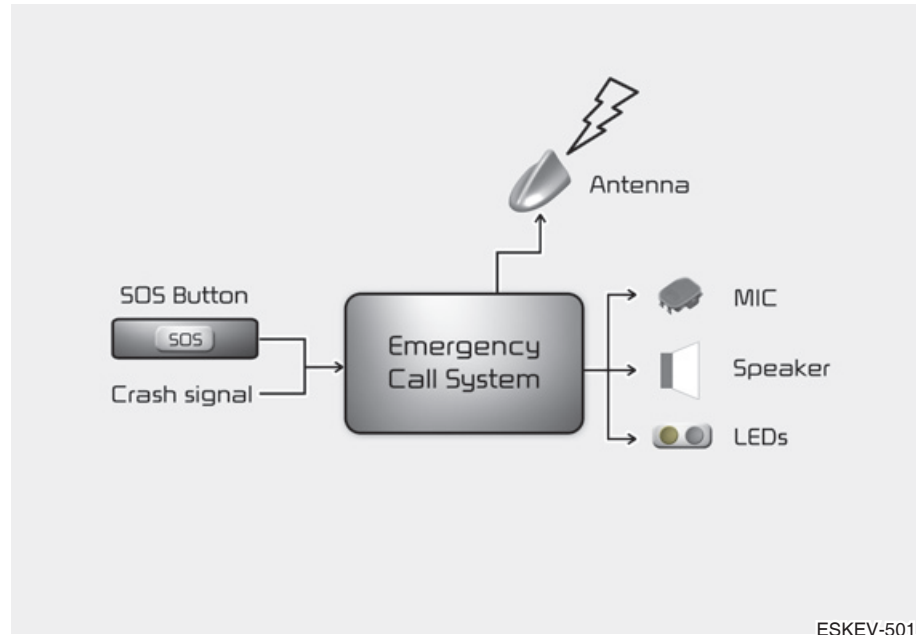 Antenna
SOS Button
SOS
Crash signal
Emergency
Call System
MIC
Speaker
LEDs
ESKEV-501